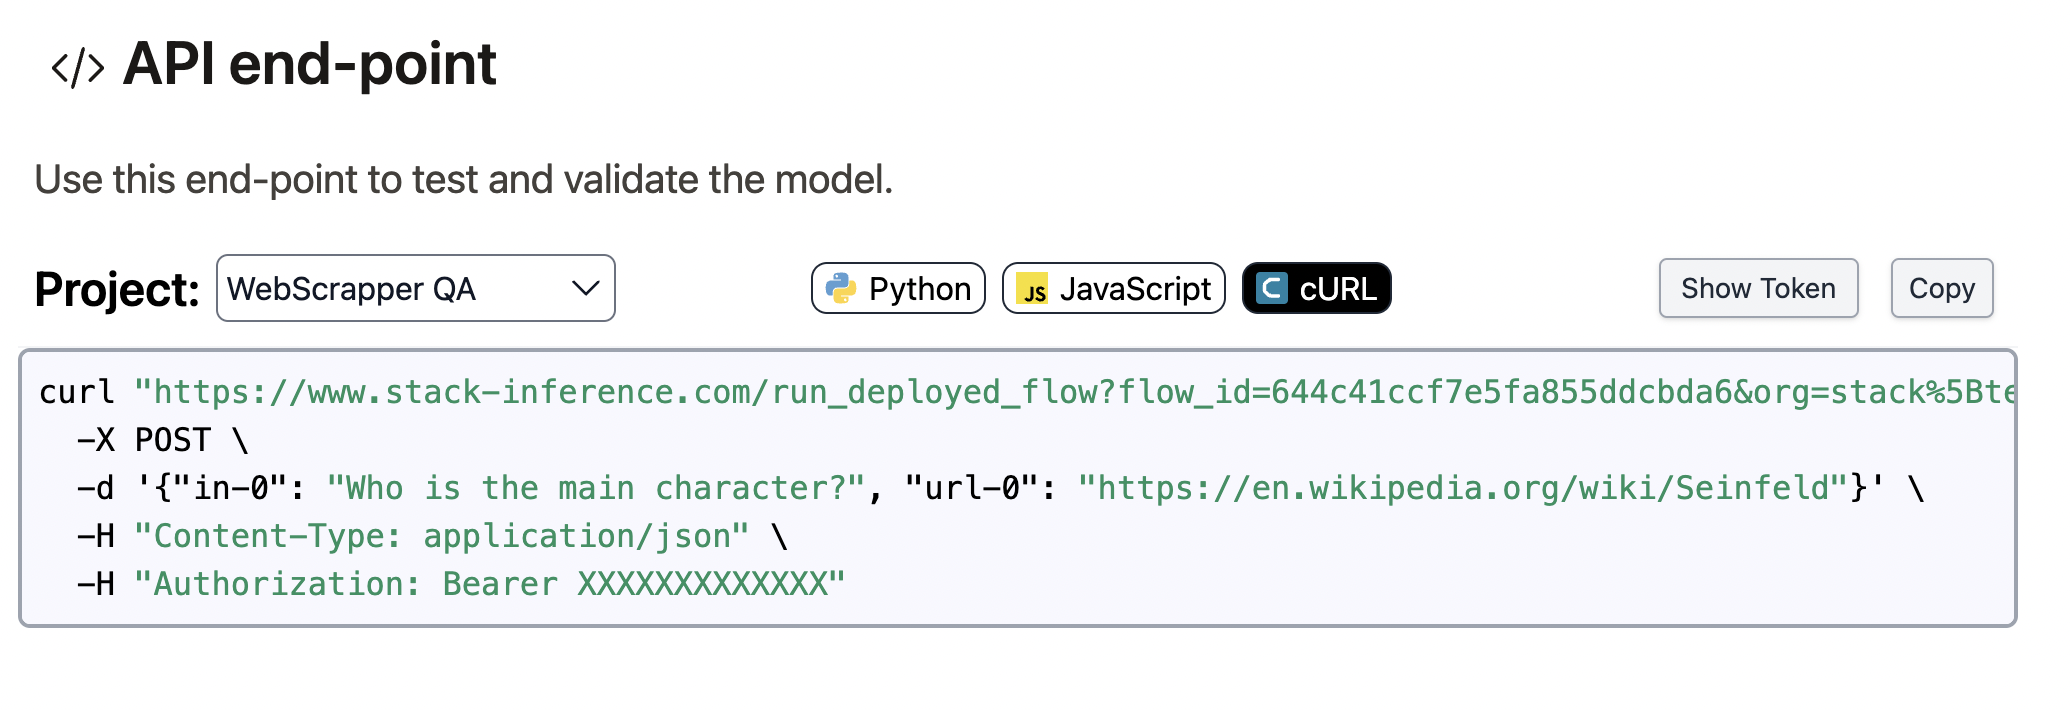 </> API end-point
Use this end-point to test and validate the model.
Project: WebScrapper QA Python JS JavaScript C cURL Show Token Copy
curl "https://www.stack-inference.com/run_deployed_flow?flow_id=644c41ccf7e5fa855ddcbda6&org=stack%5Bte
-X POST \
-d '{"in-0": "Who is the main character?", "url-0": "https://en.wikipedia.org/wiki/Seinfeld"}' \
-H "Content-Type: application/json" \
-H "Authorization: Bearer XXXXXXXXXXXXX"